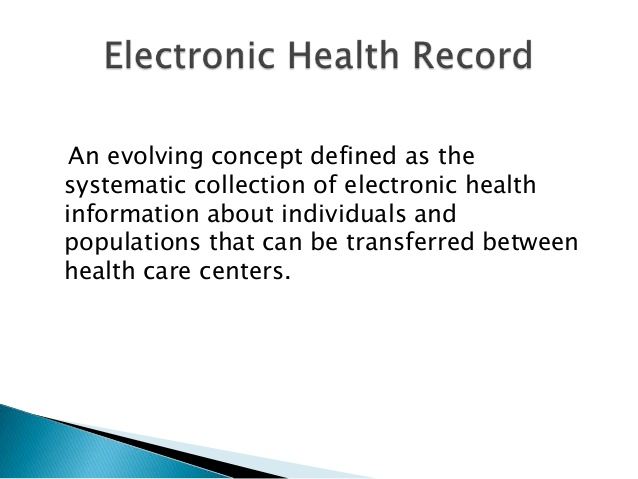 Electronic Health Record
An evolving concept defined as the
systematic collection of electronic health
information about individuals and
populations that can be transferred between
health care centers.